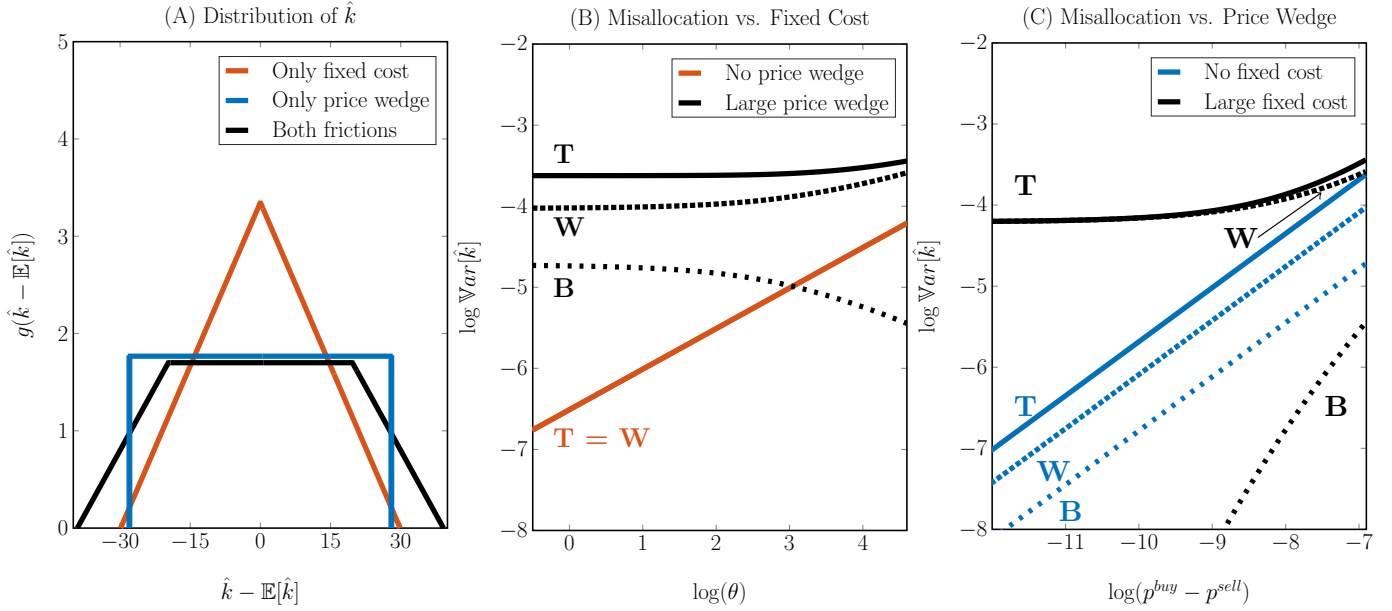 (A) Distribution of k̂
5
4
3
2
1
0
−30
−15
0
15
30
g(k̂ − 𝔼[k̂])
k̂ − 𝔼[k̂]
Only fixed cost
Only price wedge
Both frictions
(B) Misallocation vs. Fixed Cost
−2
−3
−4
−5
−6
−7
−8
0
1
2
3
4
log 𝕍ar[k̂]
log(θ)
No price wedge
Large price wedge
T
W
B
T = W
(C) Misallocation vs. Price Wedge
−2
−3
−4
−5
−6
−7
−8
−11
−10
−9
−8
−7
log 𝕍ar[k̂]
log(p^buy − p^sell)
No fixed cost
Large fixed cost
T
W
B
T
W
B